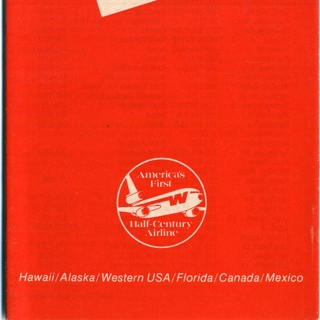 America's
First
W
Half-Century
Airline
Hawaii/Alaska/Western USA/Florida/Canada/Mexico